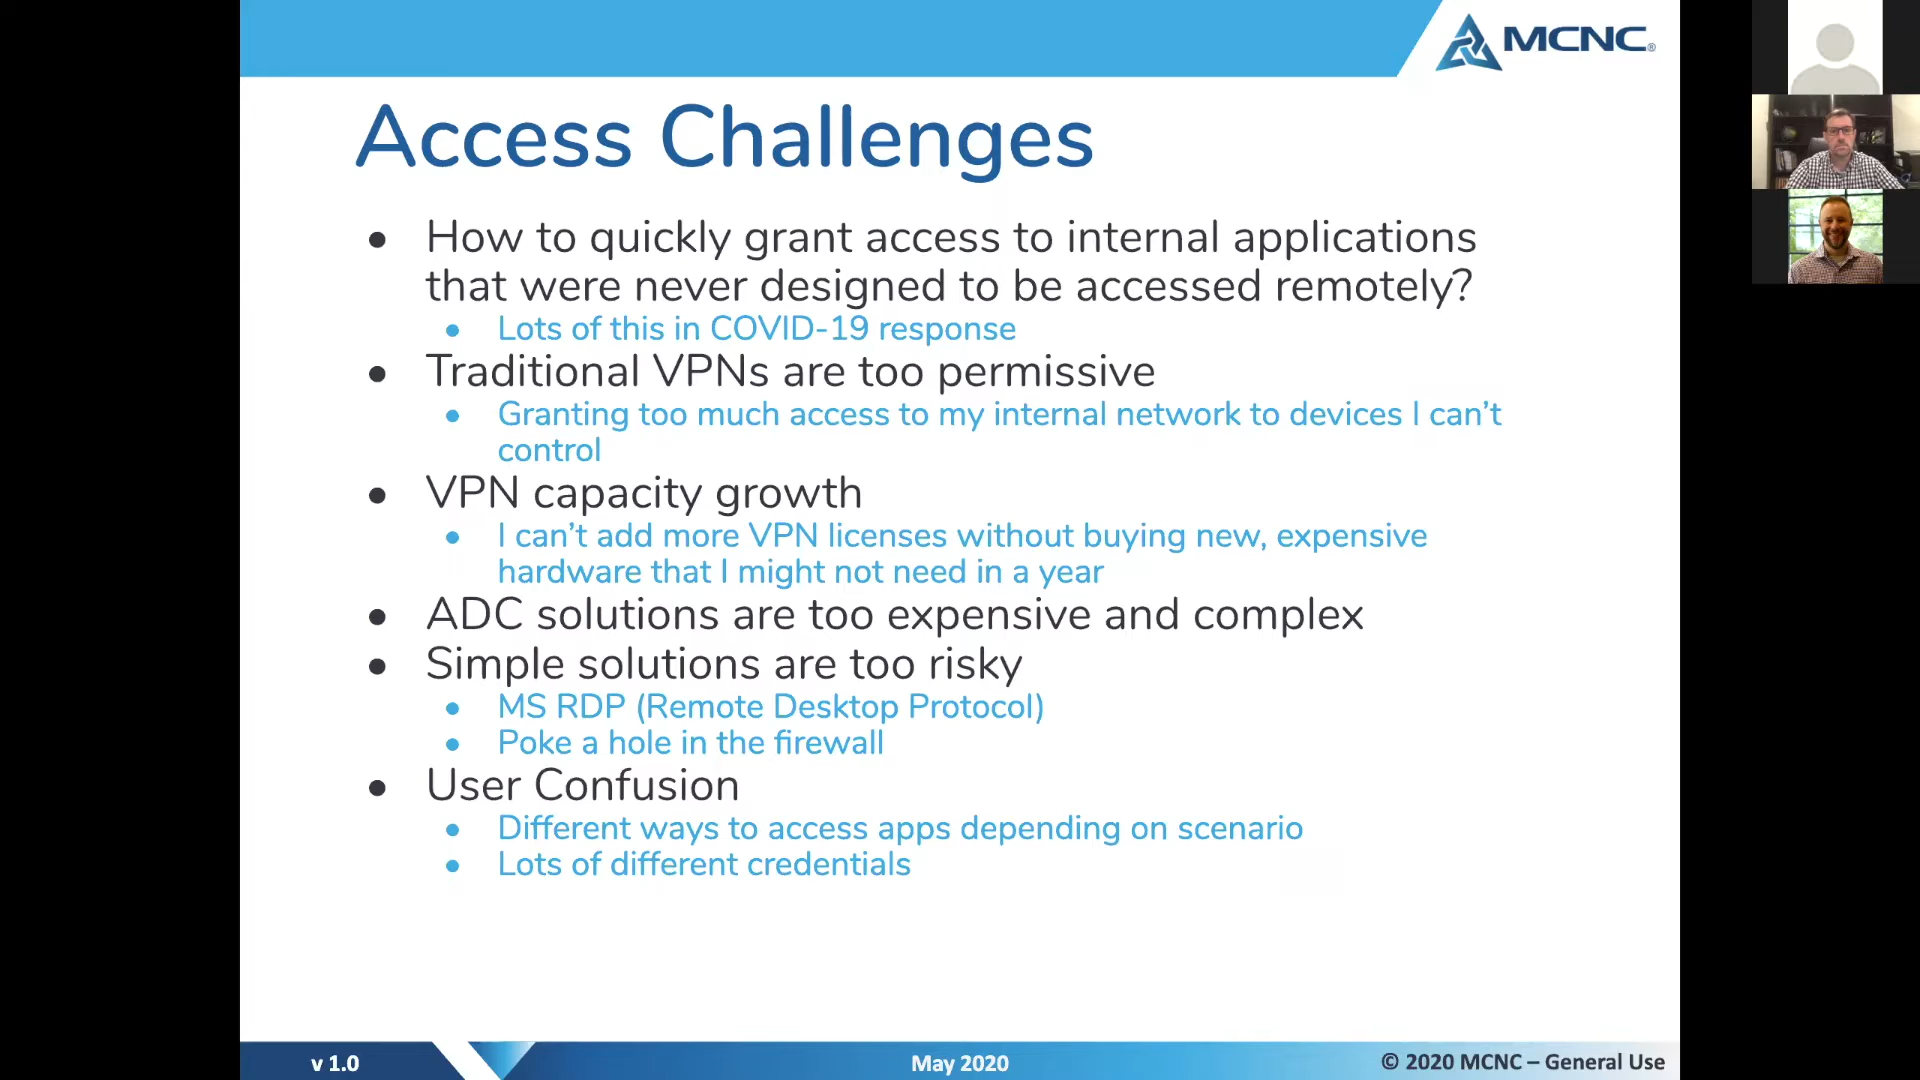 MCNC®
Access Challenges
• How to quickly grant access to internal applications
that were never designed to be accessed remotely?
• Lots of this in COVID-19 response
• Traditional VPNs are too permissive
• Granting too much access to my internal network to devices I can’t
control
• VPN capacity growth
• I can’t add more VPN licenses without buying new, expensive
hardware that I might not need in a year
• ADC solutions are too expensive and complex
• Simple solutions are too risky
• MS RDP (Remote Desktop Protocol)
• Poke a hole in the firewall
• User Confusion
• Different ways to access apps depending on scenario
• Lots of different credentials
v 1.0
May 2020
© 2020 MCNC – General Use